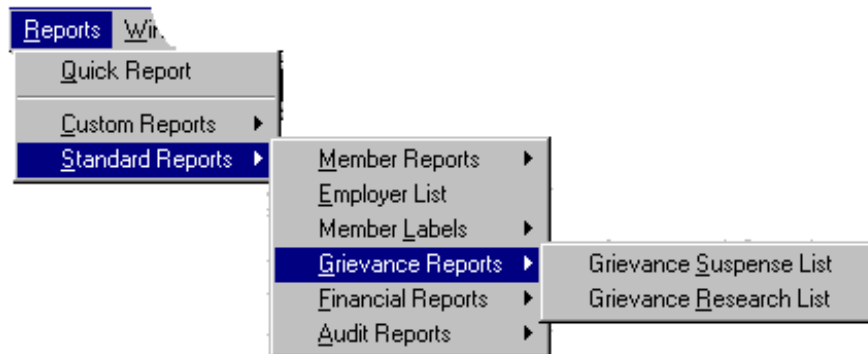 Reports
Quick Report
Custom Reports
Standard Reports
Member Reports
Employer List
Member Labels
Grievance Reports
Financial Reports
Audit Reports
Grievance Suspense List
Grievance Research List